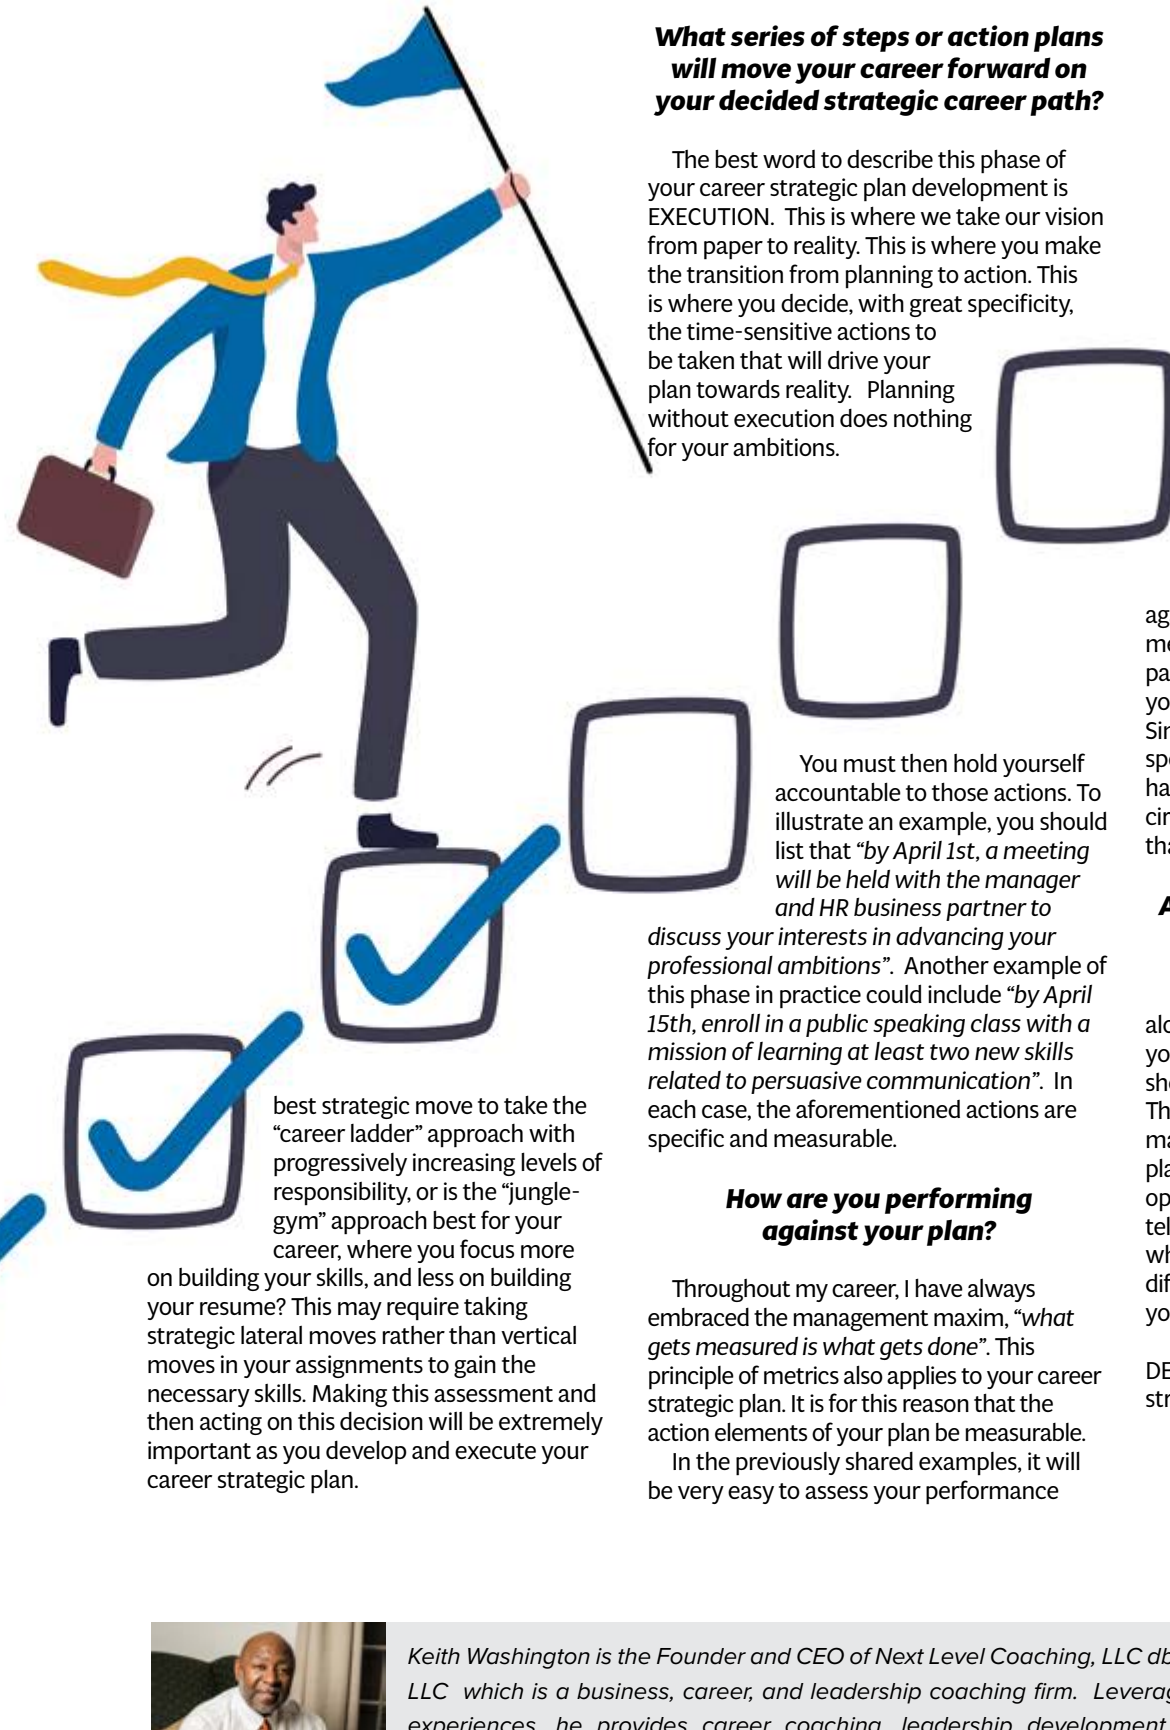 best strategic move to take the
“career ladder” approach with
progressively increasing levels of
responsibility, or is the “jungle-
gym” approach best for your
career, where you focus more
on building your skills, and less on building
your resume? This may require taking
strategic lateral moves rather than vertical
moves in your assignments to gain the
necessary skills. Making this assessment and
then acting on this decision will be extremely
important as you develop and execute your
career strategic plan.
What series of steps or action plans
will move your career forward on
your decided strategic career path?
The best word to describe this phase of
your career strategic plan development is
EXECUTION.  This is where we take our vision
from paper to reality. This is where you make
the transition from planning to action. This
is where you decide, with great specificity,
the time-sensitive actions to
be taken that will drive your
plan towards reality.   Planning
without execution does nothing
for your ambitions.
You must then hold yourself
accountable to those actions. To
illustrate an example, you should
list that “by April 1st, a meeting
will be held with the manager
and HR business partner to
discuss your interests in advancing your
professional ambitions”.  Another example of
this phase in practice could include “by April
15th, enroll in a public speaking class with a
mission of learning at least two new skills
related to persuasive communication”.  In
each case, the aforementioned actions are
specific and measurable.
How are you performing
against your plan?
Throughout my career, I have always
embraced the management maxim, “what
gets measured is what gets done”. This
principle of metrics also applies to your career
strategic plan. It is for this reason that the
action elements of your plan be measurable.
In the previously shared examples, it will
be very easy to assess your performance
Keith Washington is the Founder and CEO of Next Level Coaching, LLC
LLC  which is a business, career, and leadership coaching firm.
experiences, he provides career coaching, leadership development